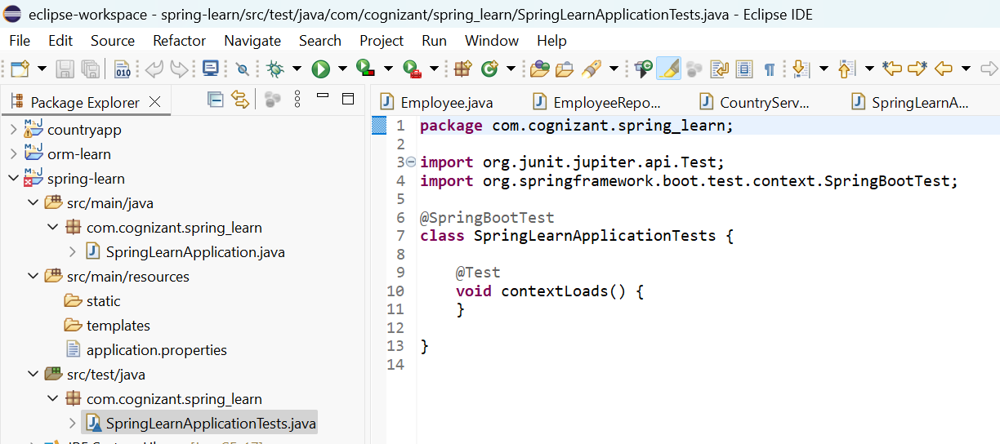 eclipse-workspace - spring-learn/src/test/java/com/cognizant/spring_learn/SpringLearnApplicationTests.java - Eclipse IDE
File Edit Source Refactor Navigate Search Project Run Window Help
010
Package Explorer
countryapp
orm-learn
spring-learn
src/main/java
com.cognizant.spring_learn
SpringLearnApplication.java
src/main/resources
static
templates
application.properties
src/test/java
com.cognizant.spring_learn
SpringLearnApplicationTests.java
Employee.java EmployeeRepo... CountryServ... SpringLearnA...
1 package com.cognizant.spring_learn;
2
3 import org.junit.jupiter.api.Test;
4 import org.springframework.boot.test.context.SpringBootTest;
5
6 @SpringBootTest
7 class SpringLearnApplicationTests {
8
9 @Test
10 void contextLoads() {
11 }
12
13 }
14